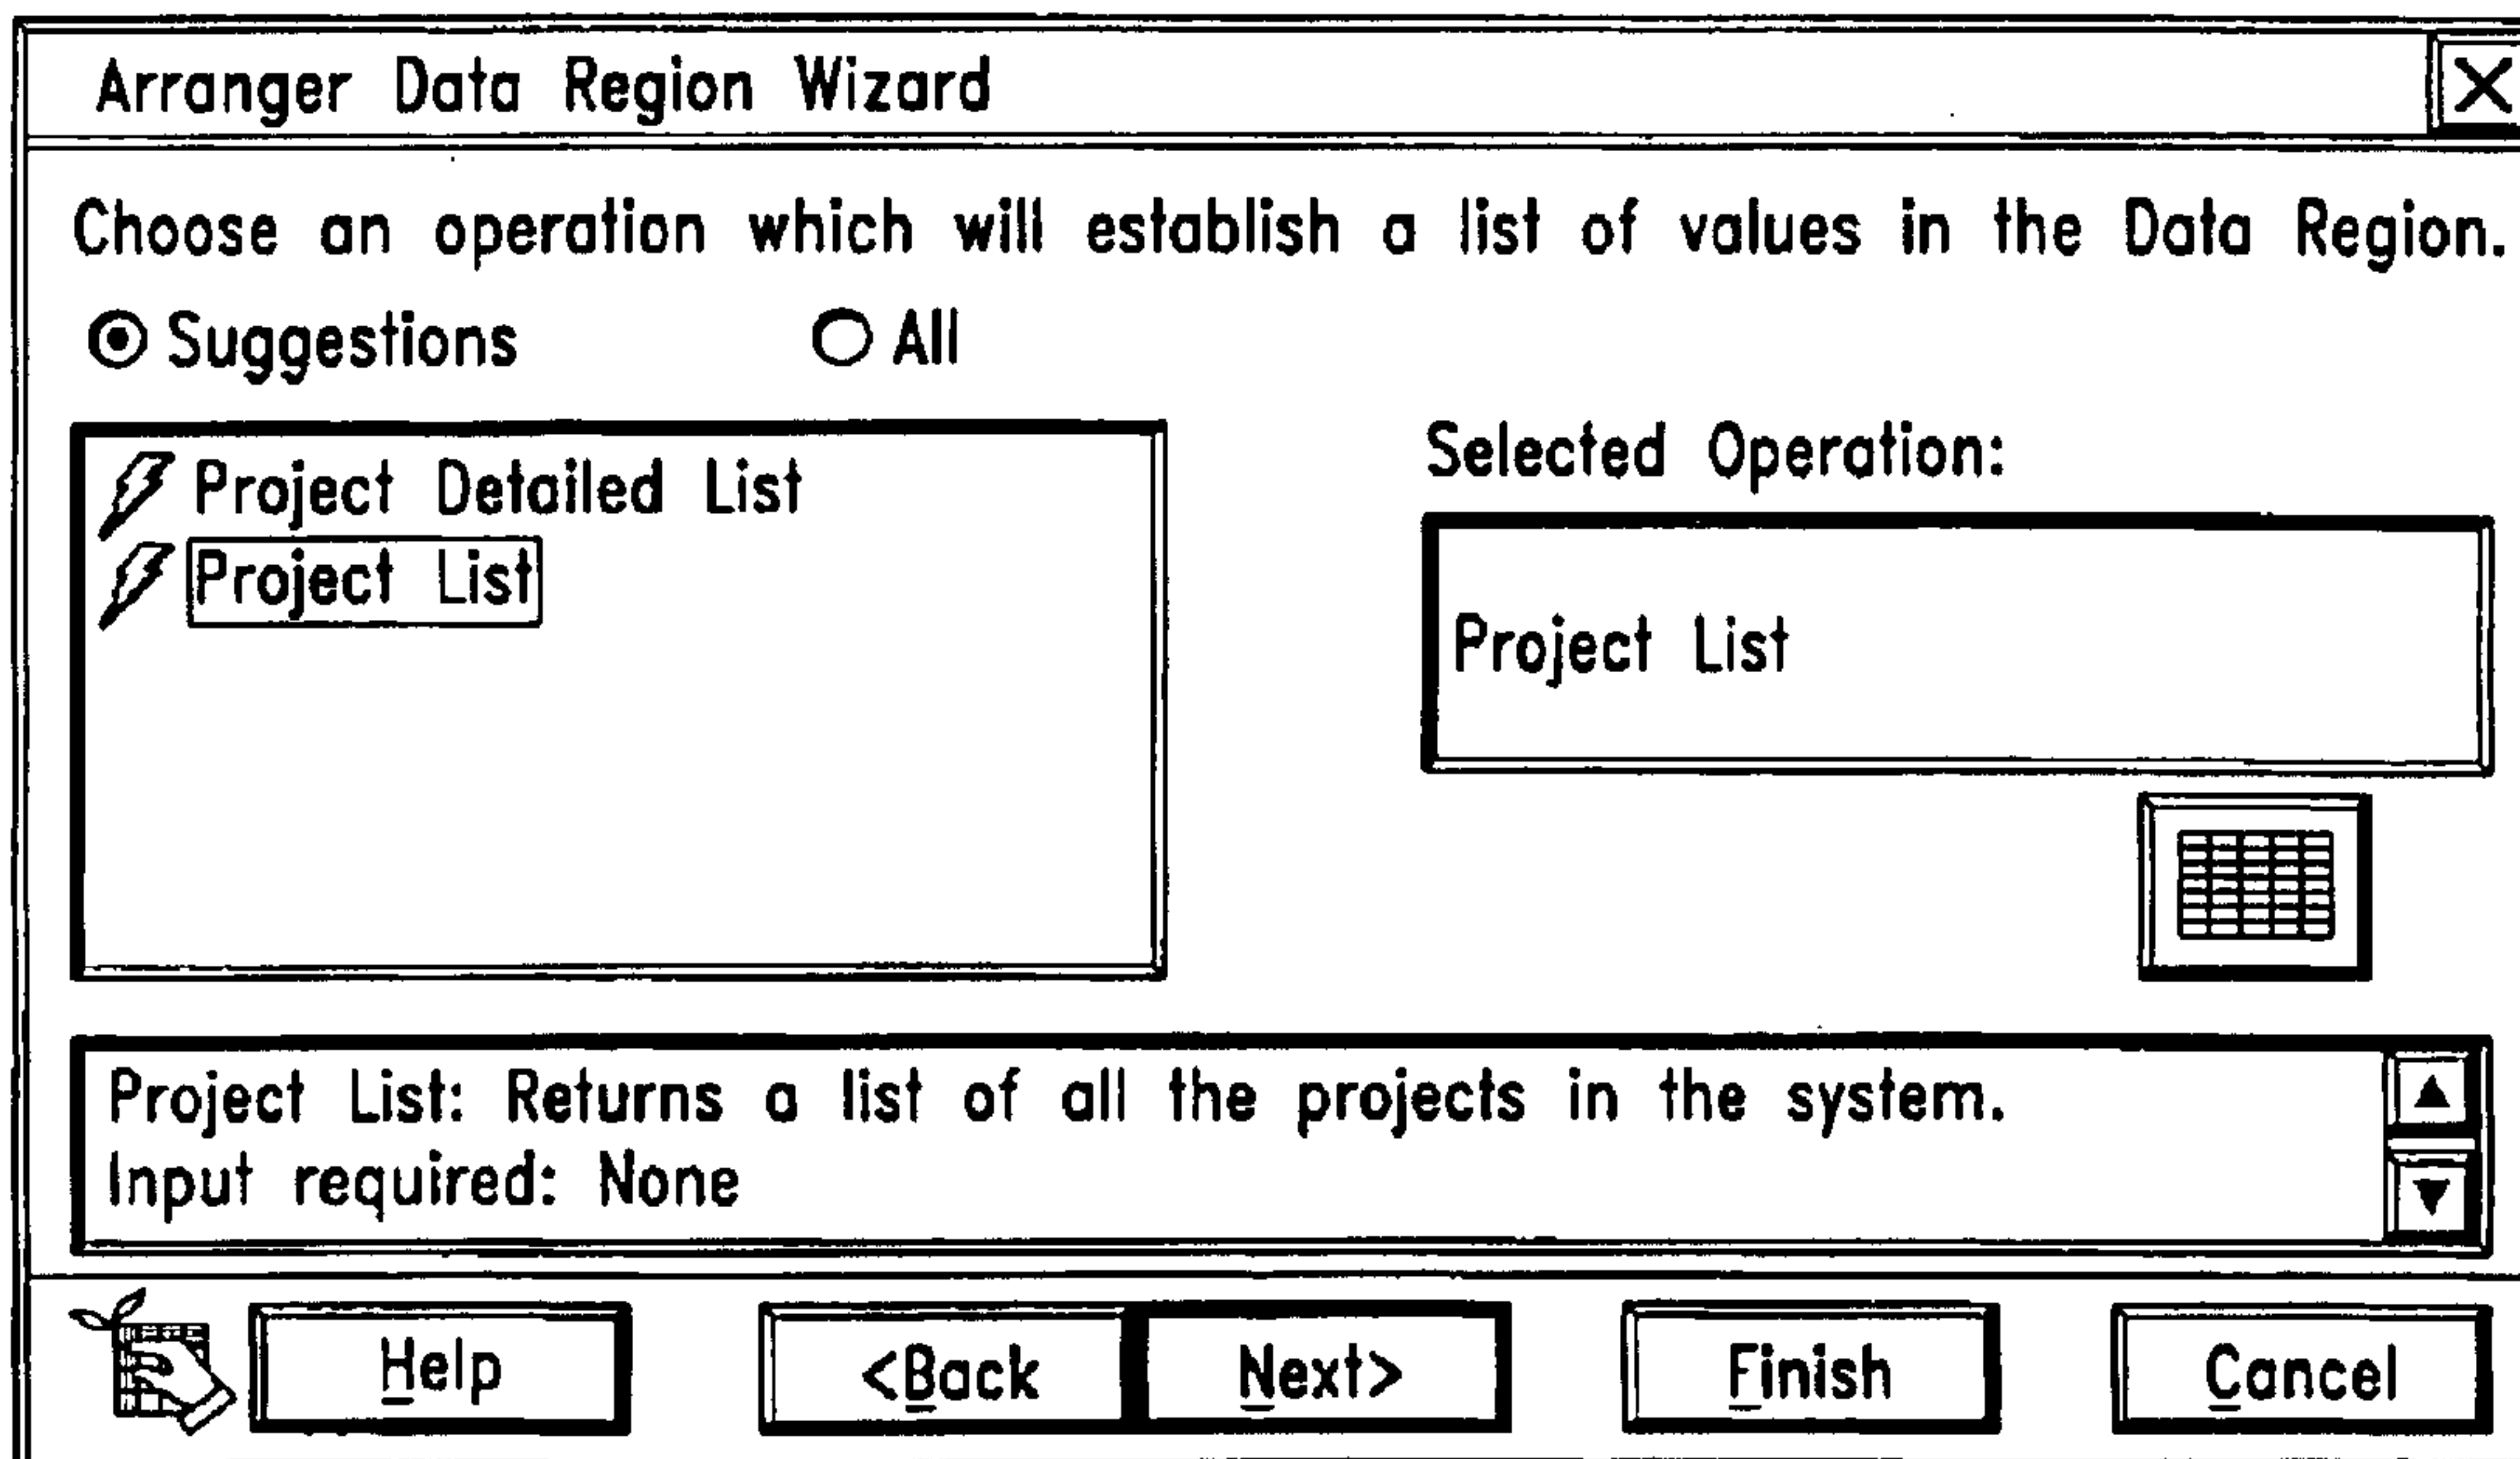 Arranger Data Region Wizard
Choose an operation which will establish a list of values in the Data Region.
Suggestions
All
Project Detailed List
Project List
Selected Operation:
Project List
Project List: Returns a list of all the projects in the system.
Input required: None
Help
<Back
Next>
Finish
Cancel